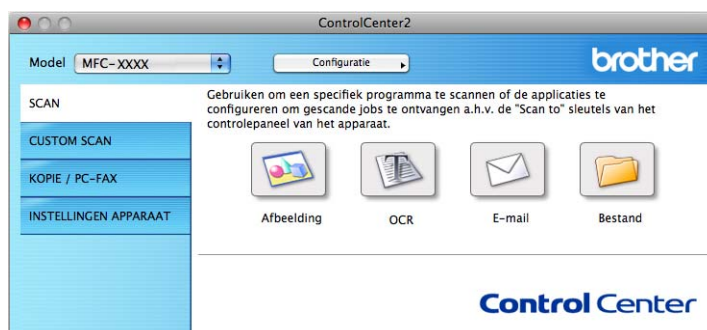 ControlCenter2
Model MFC-XXXX Configuratie brother
SCAN
CUSTOM SCAN
KOPIE / PC-FAX
INSTELLINGEN APPARAAT
Gebruiken om een specifiek programma te scannen of de applicaties te
configureren om gescande jobs te ontvangen a.h.v. de "Scan to" sleutels van het
controlepaneel van het apparaat.
Afbeelding OCR E-mail Bestand
Control Center